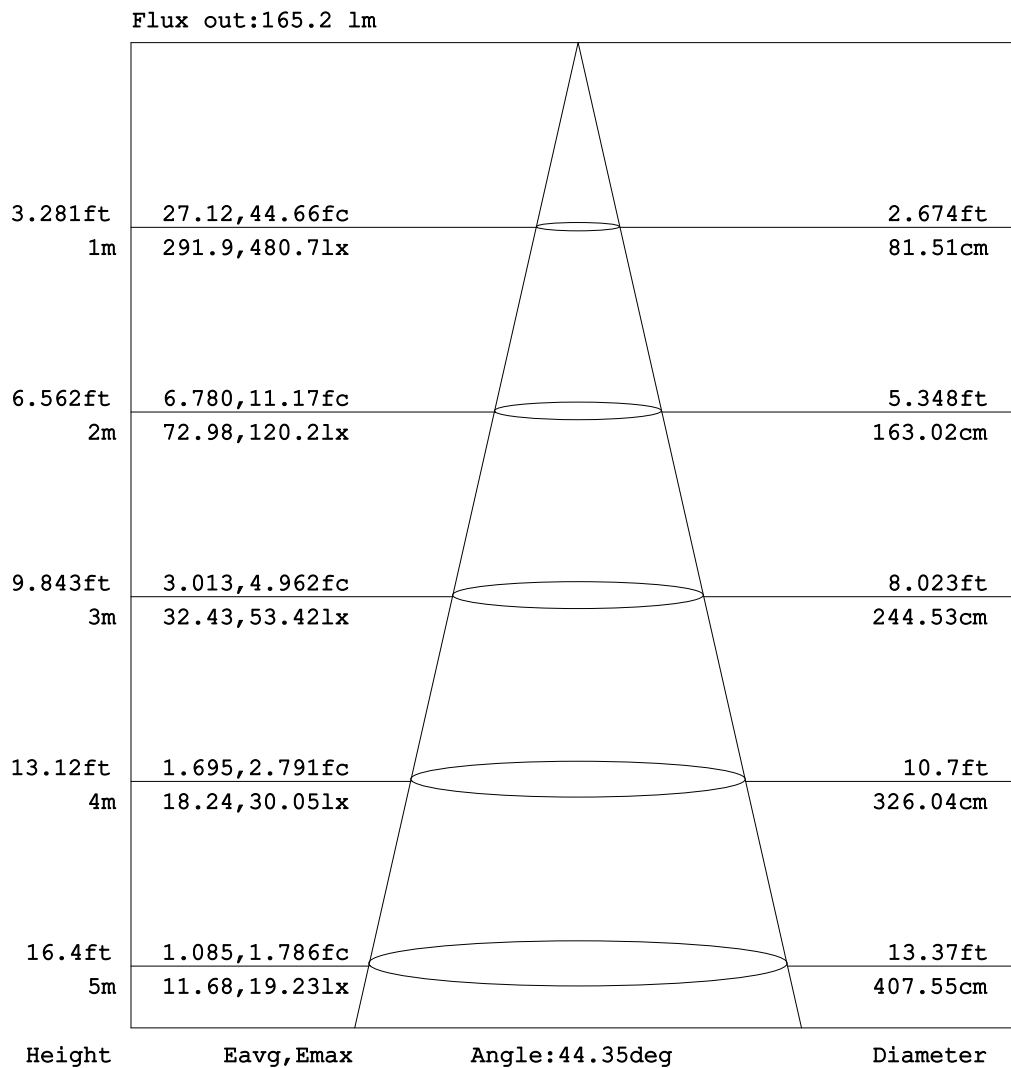 Flux out:165.2 lm
3.281ft 27.12,44.66fc 2.674ft
1m 291.9,480.7lx 81.51cm
6.562ft 6.780,11.17fc 5.348ft
2m 72.98,120.2lx 163.02cm
9.843ft 3.013,4.962fc 8.023ft
3m 32.43,53.42lx 244.53cm
13.12ft 1.695,2.791fc 10.7ft
4m 18.24,30.05lx 326.04cm
16.4ft 1.085,1.786fc 13.37ft
5m 11.68,19.23lx 407.55cm
Height Eavg,Emax Angle:44.35deg Diameter